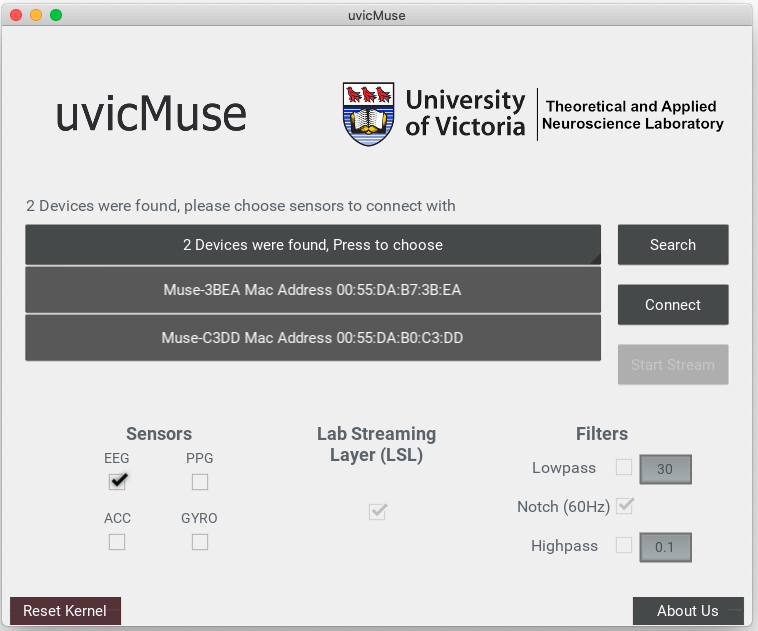 uvicMuse
uvicMuse
University
of Victoria
Theoretical and Applied
Neuroscience Laboratory
2 Devices were found, please choose sensors to connect with
2 Devices were found, Press to choose
Search
Muse-3BEA Mac Address 00:55:DA:B7:3B:EA
Connect
Muse-C3DD Mac Address 00:55:DA:B0:C3:DD
Start Stream
Sensors
EEG
PPG
ACC
GYRO
Lab Streaming
Layer (LSL)
Filters
Lowpass
30
Notch (60Hz)
Highpass
0.1
Reset Kernel
About Us